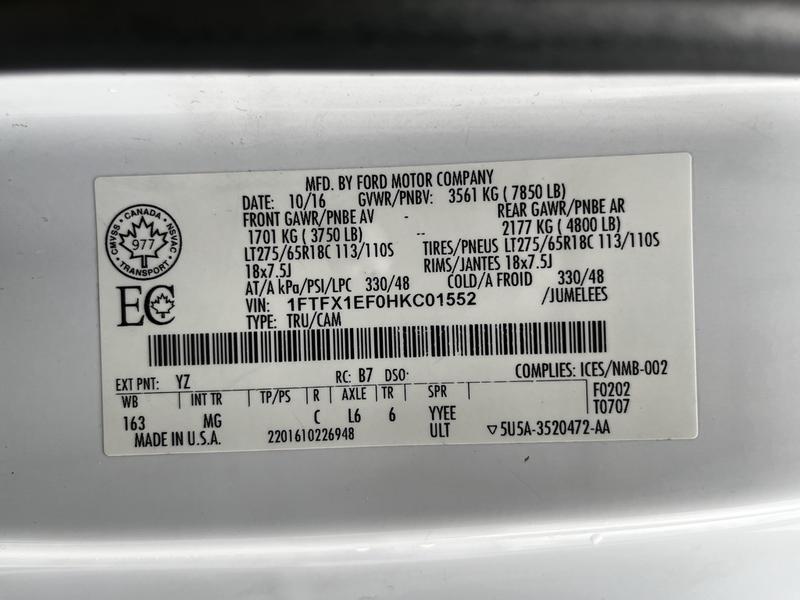 MFD. BY FORD MOTOR COMPANY
DATE: 10/16 GVWR/PNBV: 3561 KG ( 7850 LB)
FRONT GAWR/PNBE AV - REAR GAWR/PNBE AR
1701 KG ( 3750 LB) -- 2177 KG ( 4800 LB)
LT275/65R18C 113/110S TIRES/PNEUS LT275/65R18C 113/110S
18x7.5J RIMS/JANTES 18x7.5J
AT/A kPa/PSI/LPC 330/48 COLD/A FROID 330/48
VIN: 1FTFX1EF0HKC01552 /JUMELEES
TYPE: TRU/CAM
CMVSS · CANADA · NSVAC
977
TRANSPORT
EC
EXT PNT: YZ RC: B7 DSO: COMPLIES: ICES/NMB-002
WB INT TR TP/PS R AXLE TR SPR F0202
163 MG C L6 6 YYEE T0707
MADE IN U.S.A. 2201610226948 ULT ▽5U5A-3520472-AA